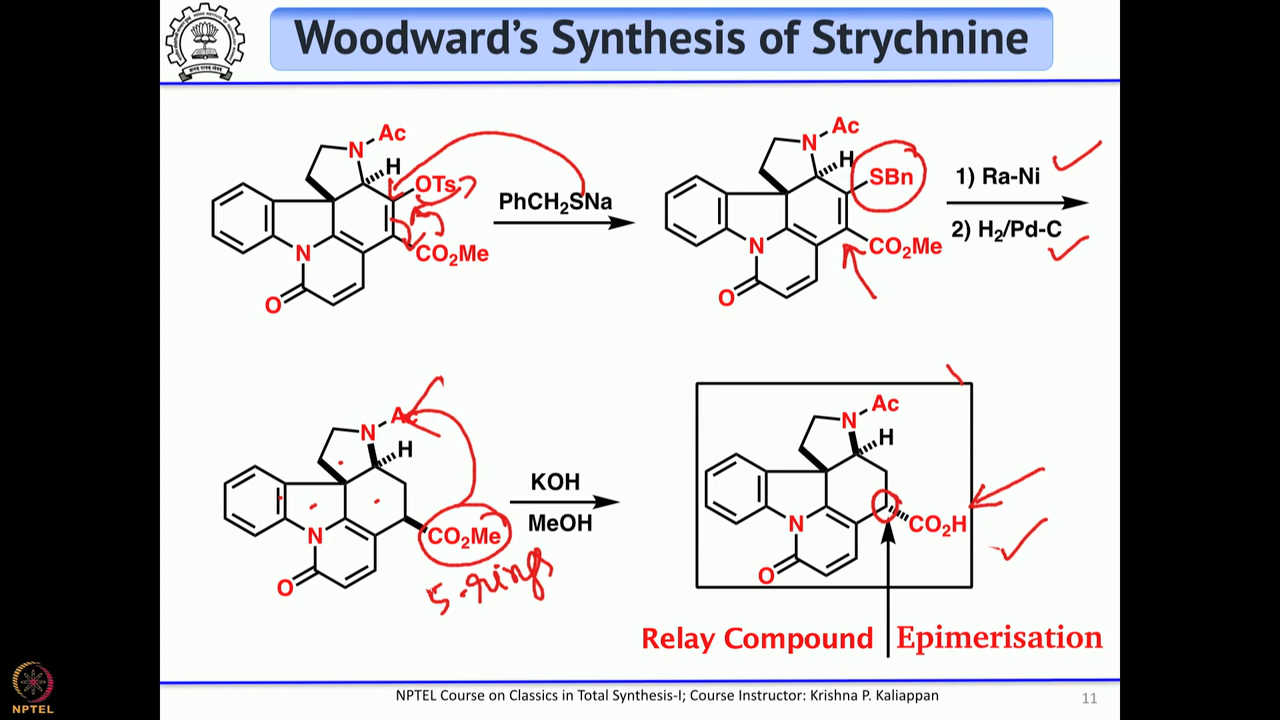 Woodward's Synthesis of Strychnine
Ac
N
H
OTs
N
CO₂Me
O
PhCH₂SNa
Ac
N
H
SBn
N
CO₂Me
O
1) Ra-Ni
2) H₂/Pd-C
Ac
N
H
N
CO₂Me
O
5-rings
KOH
MeOH
Ac
N
H
N
CO₂H
O
Relay Compound
Epimerisation
NPTEL
NPTEL Course on Classics in Total Synthesis-I; Course Instructor: Krishna P. Kaliappan
11